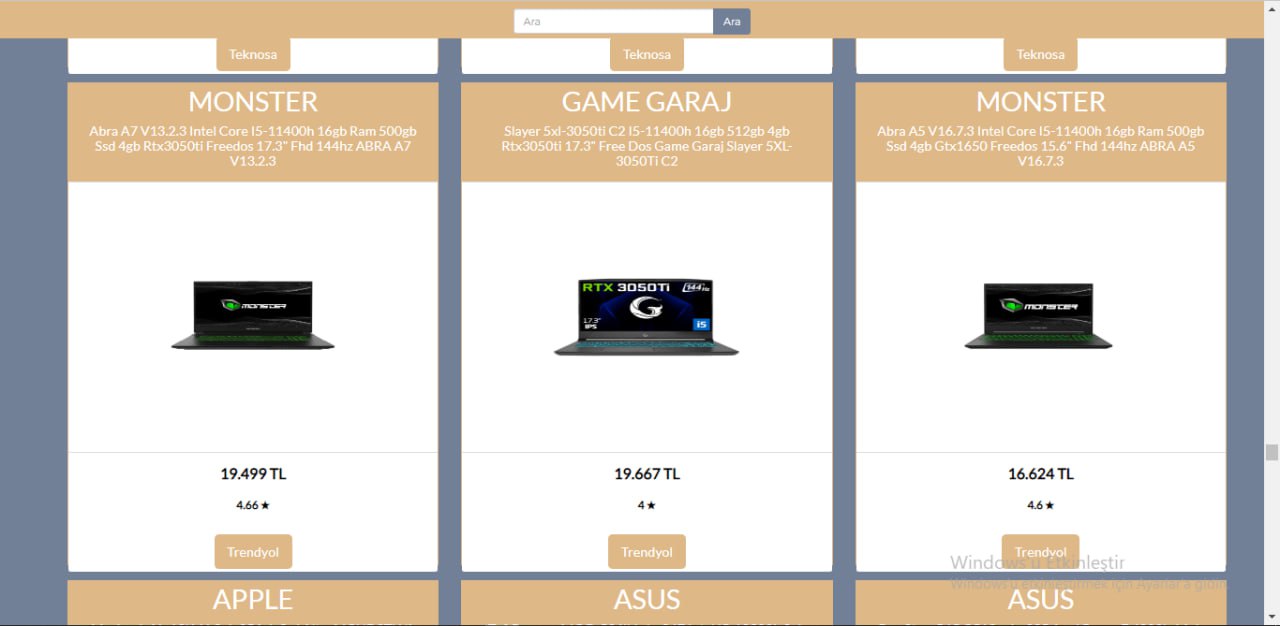 Ara
Ara
Teknosa
Teknosa
Teknosa
MONSTER
Abra A7 V13.2.3 Intel Core I5-11400h 16gb Ram 500gb
Ssd 4gb Rtx3050ti Freedos 17.3" Fhd 144hz ABRA A7
V13.2.3
MONSTER
19.499 TL
4.66 ★
Trendyol
GAME GARAJ
Slayer 5xl-3050ti C2 I5-11400h 16gb 512gb 4gb
Rtx3050ti 17.3" Free Dos Game Garaj Slayer 5XL-
3050Ti C2
RTX 3050Ti
144Hz
17.3"
IPS
i5
19.667 TL
4 ★
Trendyol
MONSTER
Abra A5 V16.7.3 Intel Core I5-11400h 16gb Ram 500gb
Ssd 4gb Gtx1650 Freedos 15.6" Fhd 144hz ABRA A5
V16.7.3
MONSTER
16.624 TL
4.6 ★
Trendyol
Windows'u Etkinleştir
Windows'u etkinleştirmek için Ayarlar'a gidin.
APPLE
ASUS
ASUS